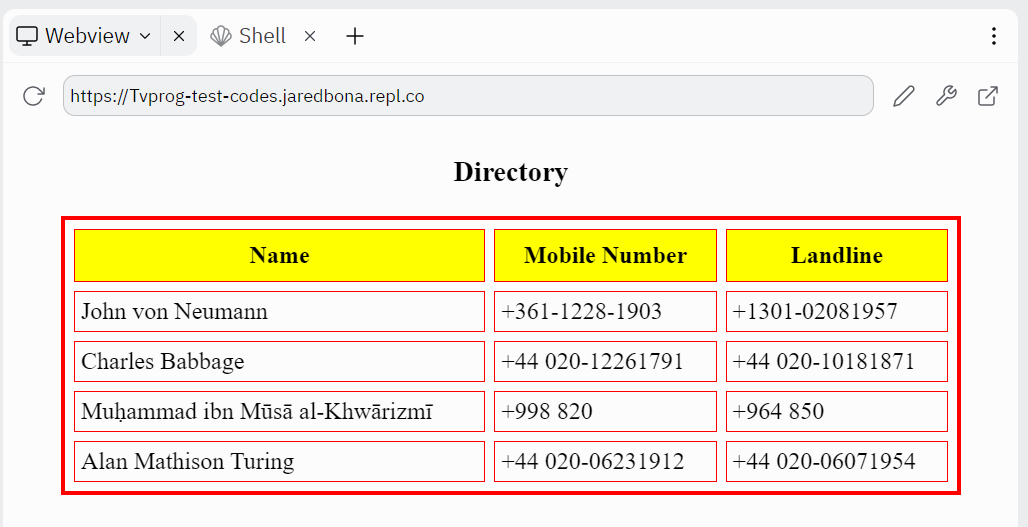 Webview Shell
https://Tvprog-test-codes.jaredbona.repl.co
Directory
Name Mobile Number Landline
John von Neumann +361-1228-1903 +1301-02081957
Charles Babbage +44 020-12261791 +44 020-10181871
Muḥammad ibn Mūsā al-Khwārizmī +998 820 +964 850
Alan Mathison Turing +44 020-06231912 +44 020-06071954